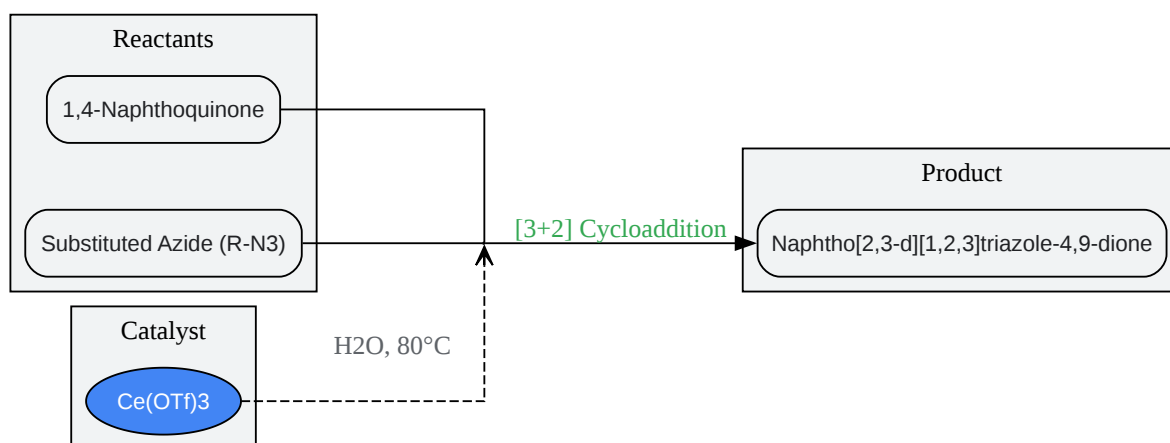 Reactants
1,4-Naphthoquinone
Substituted Azide (R-N3)
[3+2] Cycloaddition
Product
Naphtho[2,3-d][1,2,3]triazole-4,9-dione
Catalyst
H2O, 80°C
Ce(OTf)3